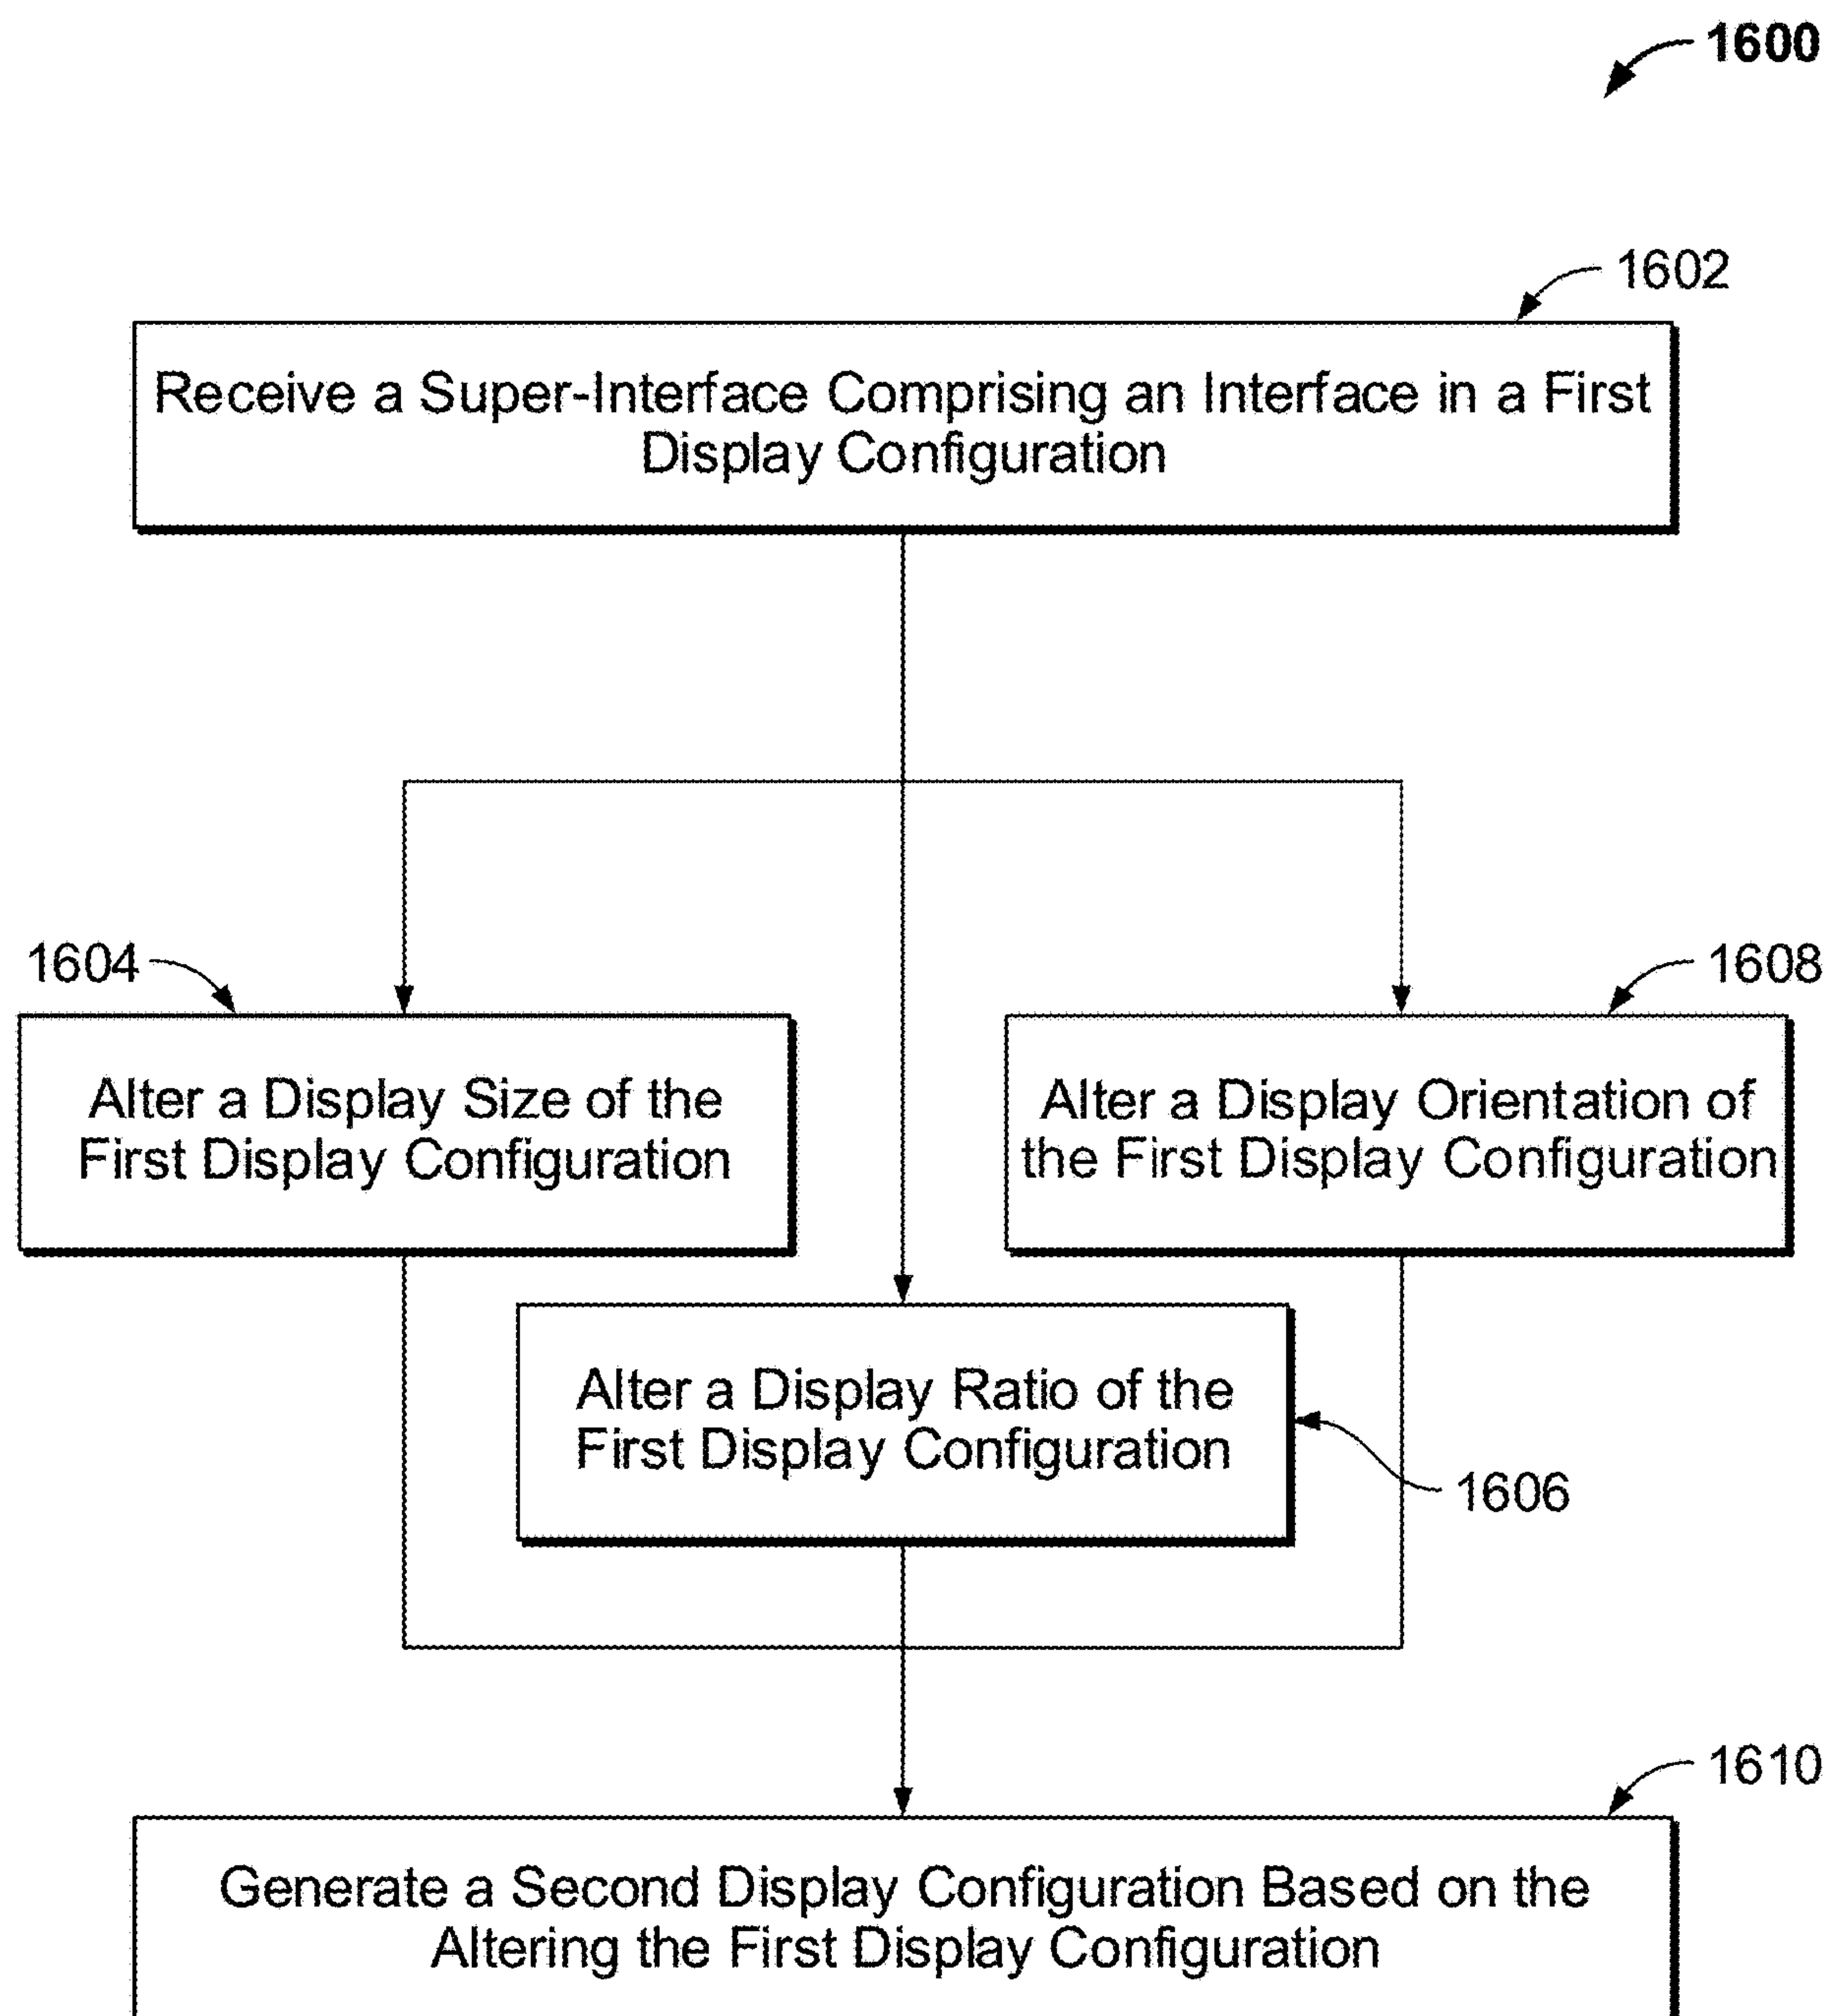 1600
1602
Receive a Super-Interface Comprising an Interface in a First
Display Configuration
1604
1608
Alter a Display Size of the
First Display Configuration
Alter a Display Orientation of
the First Display Configuration
Alter a Display Ratio of the
First Display Configuration
1606
1610
Generate a Second Display Configuration Based on the
Altering the First Display Configuration